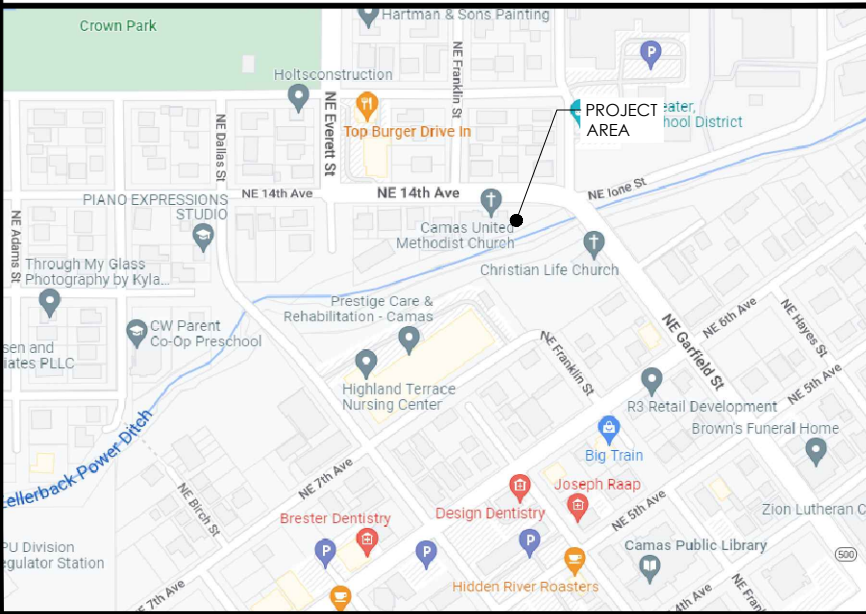 Crown Park
Hartman & Sons Painting
Holtsconstruction
NE Franklin St
P
NE Everett St
Top Burger Drive In
PROJECT
AREA
eater,
hool District
NE Dallas St
NE 14th Ave
NE 14th Ave
NE Ione St
PIANO EXPRESSIONS
STUDIO
Camas United
Methodist Church
NE Adams St
Christian Life Church
Through My Glass
Photography by Kyla...
Prestige Care &
Rehabilitation - Camas
NE 6th Ave
NE Hayes St
CW Parent
Co-Op Preschool
sen and
iates PLLC
NE Franklin St
NE Garfield St
NE 5th Ave
Highland Terrace
Nursing Center
R3 Retail Development
Brown's Funeral Home
ellerback Power Ditch
Big Train
NE 7th Ave
Joseph Raap
Design Dentistry
NE Birch St
NE 5th Ave
Zion Lutheran C
Brester Dentistry
PU Division
egulator Station
P
P
P
Camas Public Library
500
Hidden River Roasters
E 7th Ave
4th Ave
NE Fran